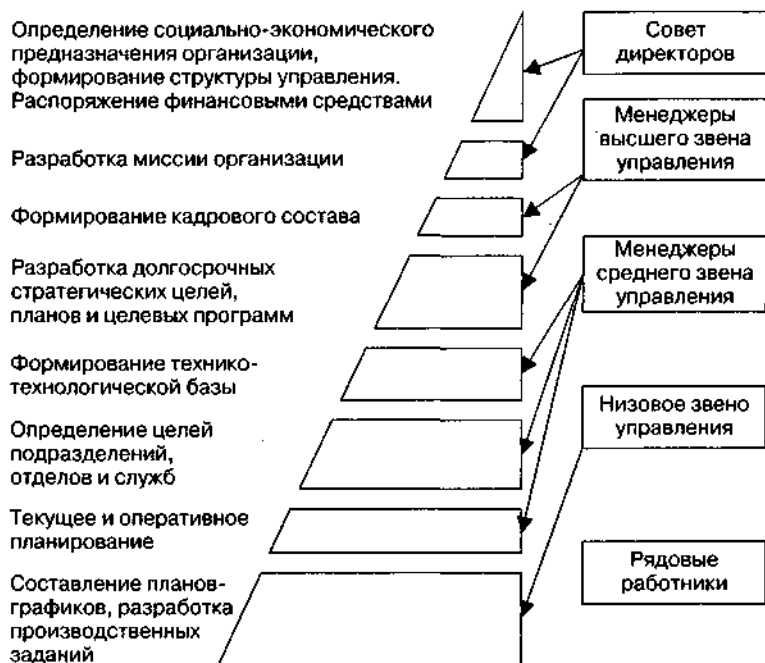 Определение социально-экономического
предназначения организации,
формирование структуры управления.
Распоряжение финансовыми средствами
Разработка миссии организации
Формирование кадрового состава
Разработка долгосрочных
стратегических целей,
планов и целевых программ
Формирование технико-
технологической базы
Определение целей
подразделений,
отделов и служб
Текущее и оперативное
планирование
Составление планов-
графиков, разработка
производственных
заданий
Совет
директоров
Менеджеры
высшего звена
управления
Менеджеры
среднего звена
управления
Низовое звено
управления
Рядовые
работники